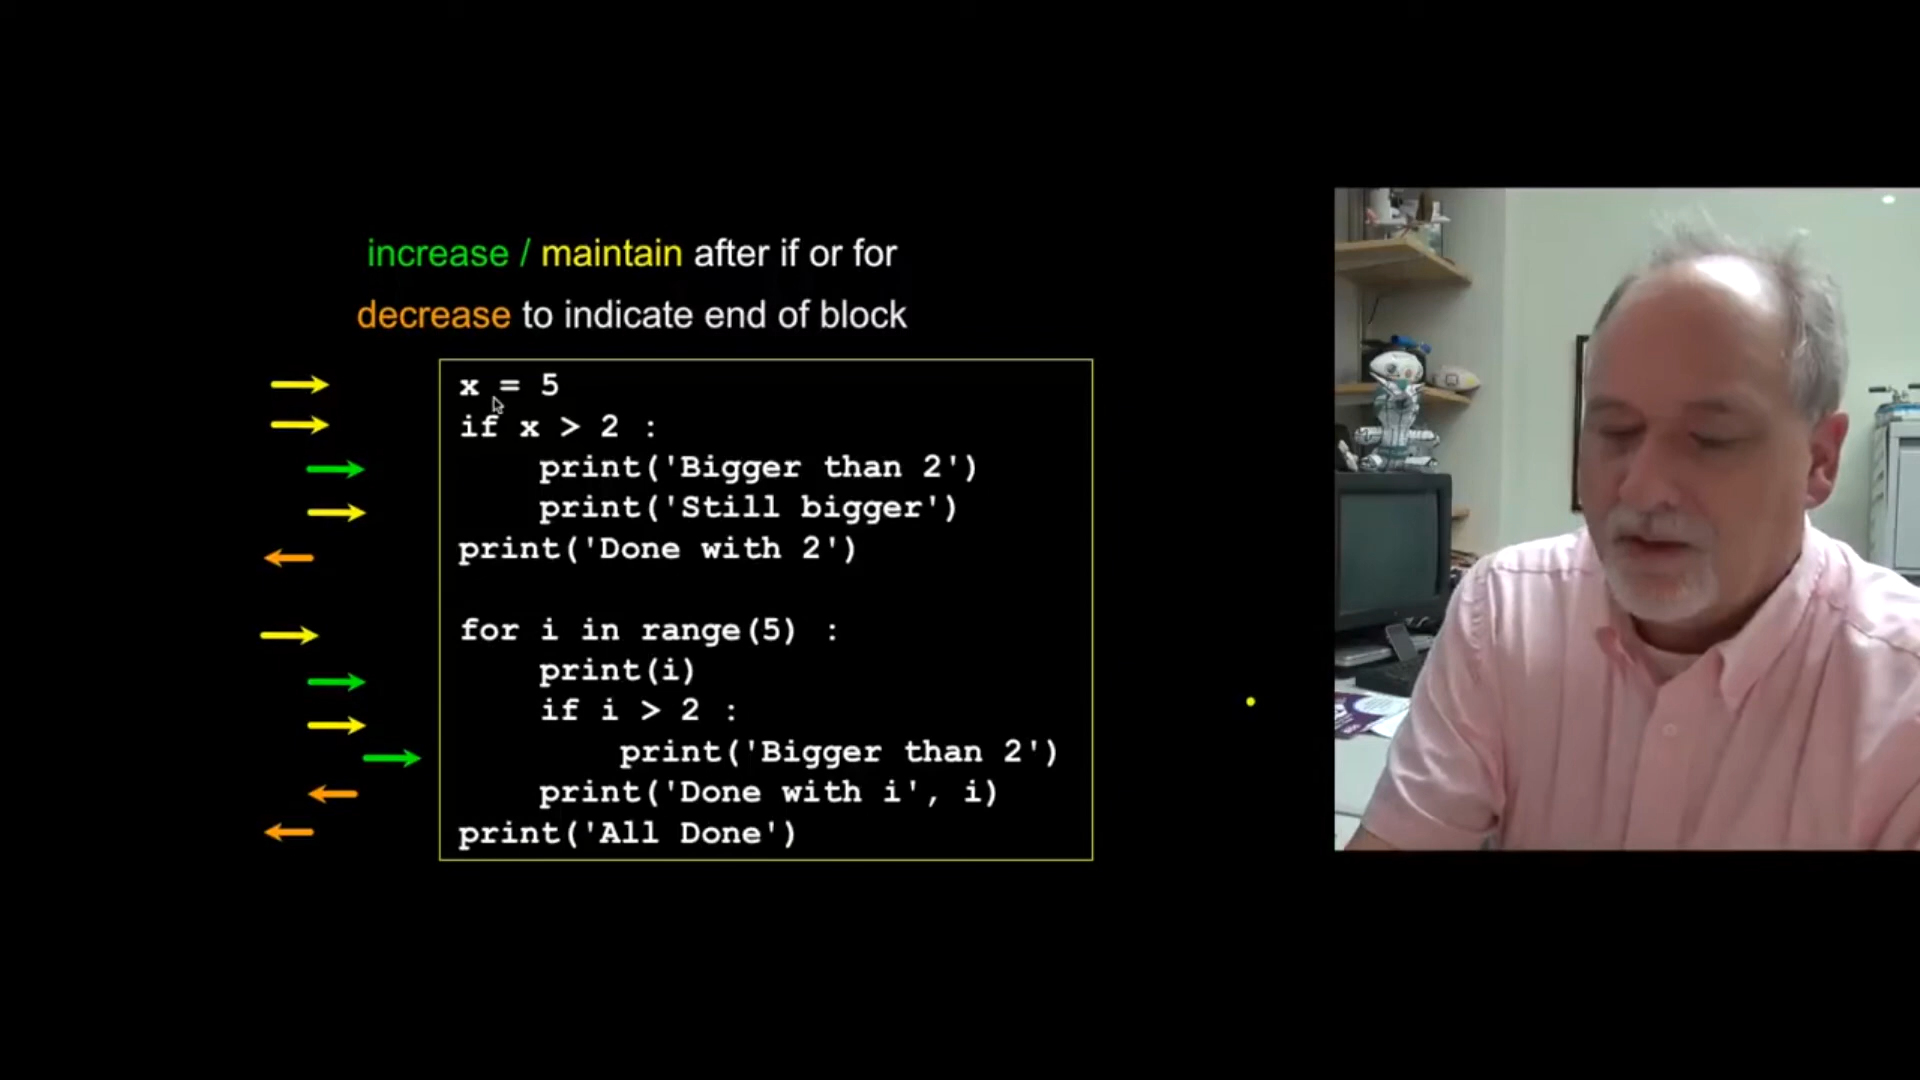 increase / maintain after if or for
decrease to indicate end of block
x = 5
if x > 2 :
    print('Bigger than 2')
    print('Still bigger')
print('Done with 2')

for i in range(5) :
    print(i)
    if i > 2 :
        print('Bigger than 2')
    print('Done with i', i)
print('All Done')